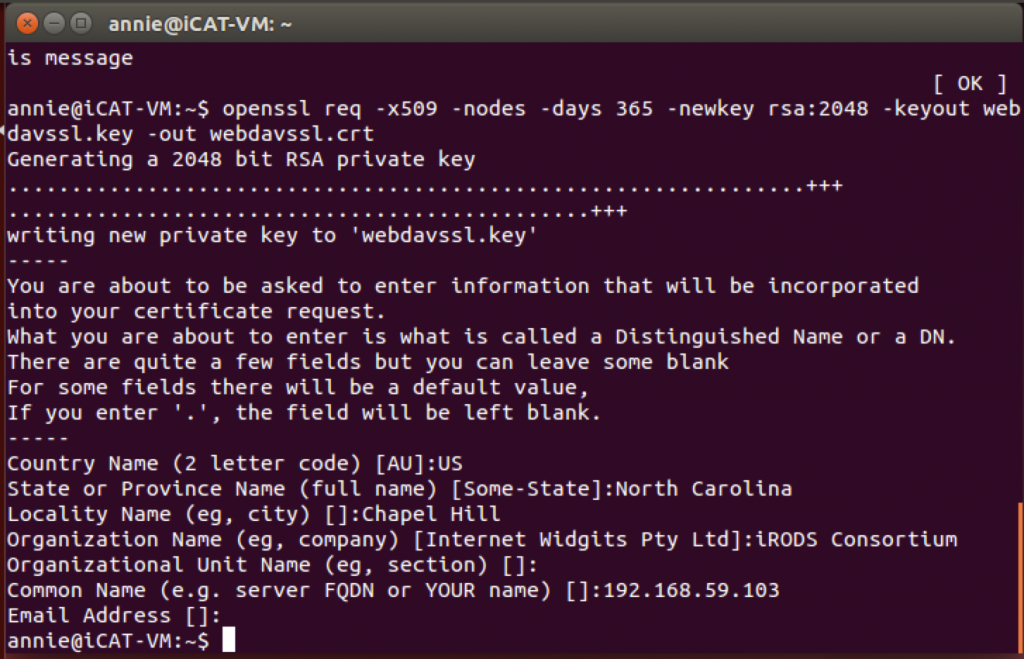 annie@iCAT-VM: ~
is message
[ OK ]
annie@iCAT-VM:~$ openssl req -x509 -nodes -days 365 -newkey rsa:2048 -keyout web
davssl.key -out webdavssl.crt
Generating a 2048 bit RSA private key
...............................................................+++
..............................................+++
writing new private key to 'webdavssl.key'
-----
You are about to be asked to enter information that will be incorporated
into your certificate request.
What you are about to enter is what is called a Distinguished Name or a DN.
There are quite a few fields but you can leave some blank
For some fields there will be a default value,
If you enter '.', the field will be left blank.
-----
Country Name (2 letter code) [AU]:US
State or Province Name (full name) [Some-State]:North Carolina
Locality Name (eg, city) []:Chapel Hill
Organization Name (eg, company) [Internet Widgits Pty Ltd]:iRODS Consortium
Organizational Unit Name (eg, section) []:
Common Name (e.g. server FQDN or YOUR name) []:192.168.59.103
Email Address []:
annie@iCAT-VM:~$